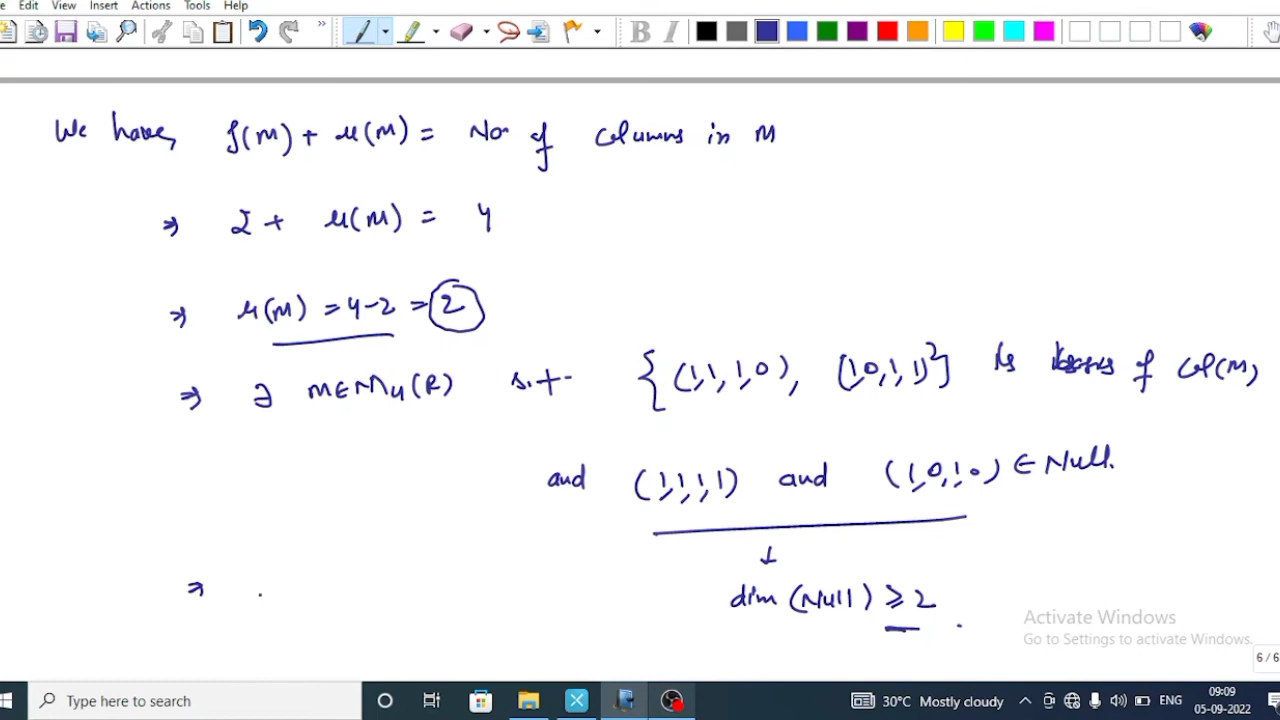 Edit View Insert Actions Tools Help
We have, ρ(M) + μ(M) = No of columns in M
⇒ 2 + μ(M) = 4
⇒ μ(M) = 4-2 = 2
⇒ ∃ M∈M₄(R) s.t. {(1,1,1,0), (1,0,1,1)} is basis of Col(M),
and (1,1,1,1) and (1,0,1,0) ∈ Null.
↓
⇒ dim (Null) ≥ 2 .
Activate Windows
Go to Settings to activate Windows.
6 / 6
Type here to search 30°C Mostly cloudy ENG 09:09
05-09-2022